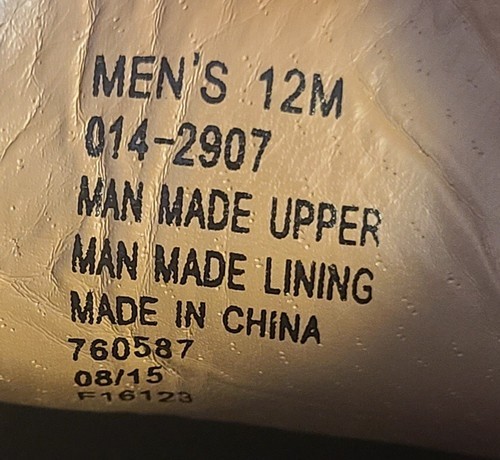 MEN'S 12M
014-2907
MAN MADE UPPER
MAN MADE LINING
MADE IN CHINA
760587
08/15
F16123